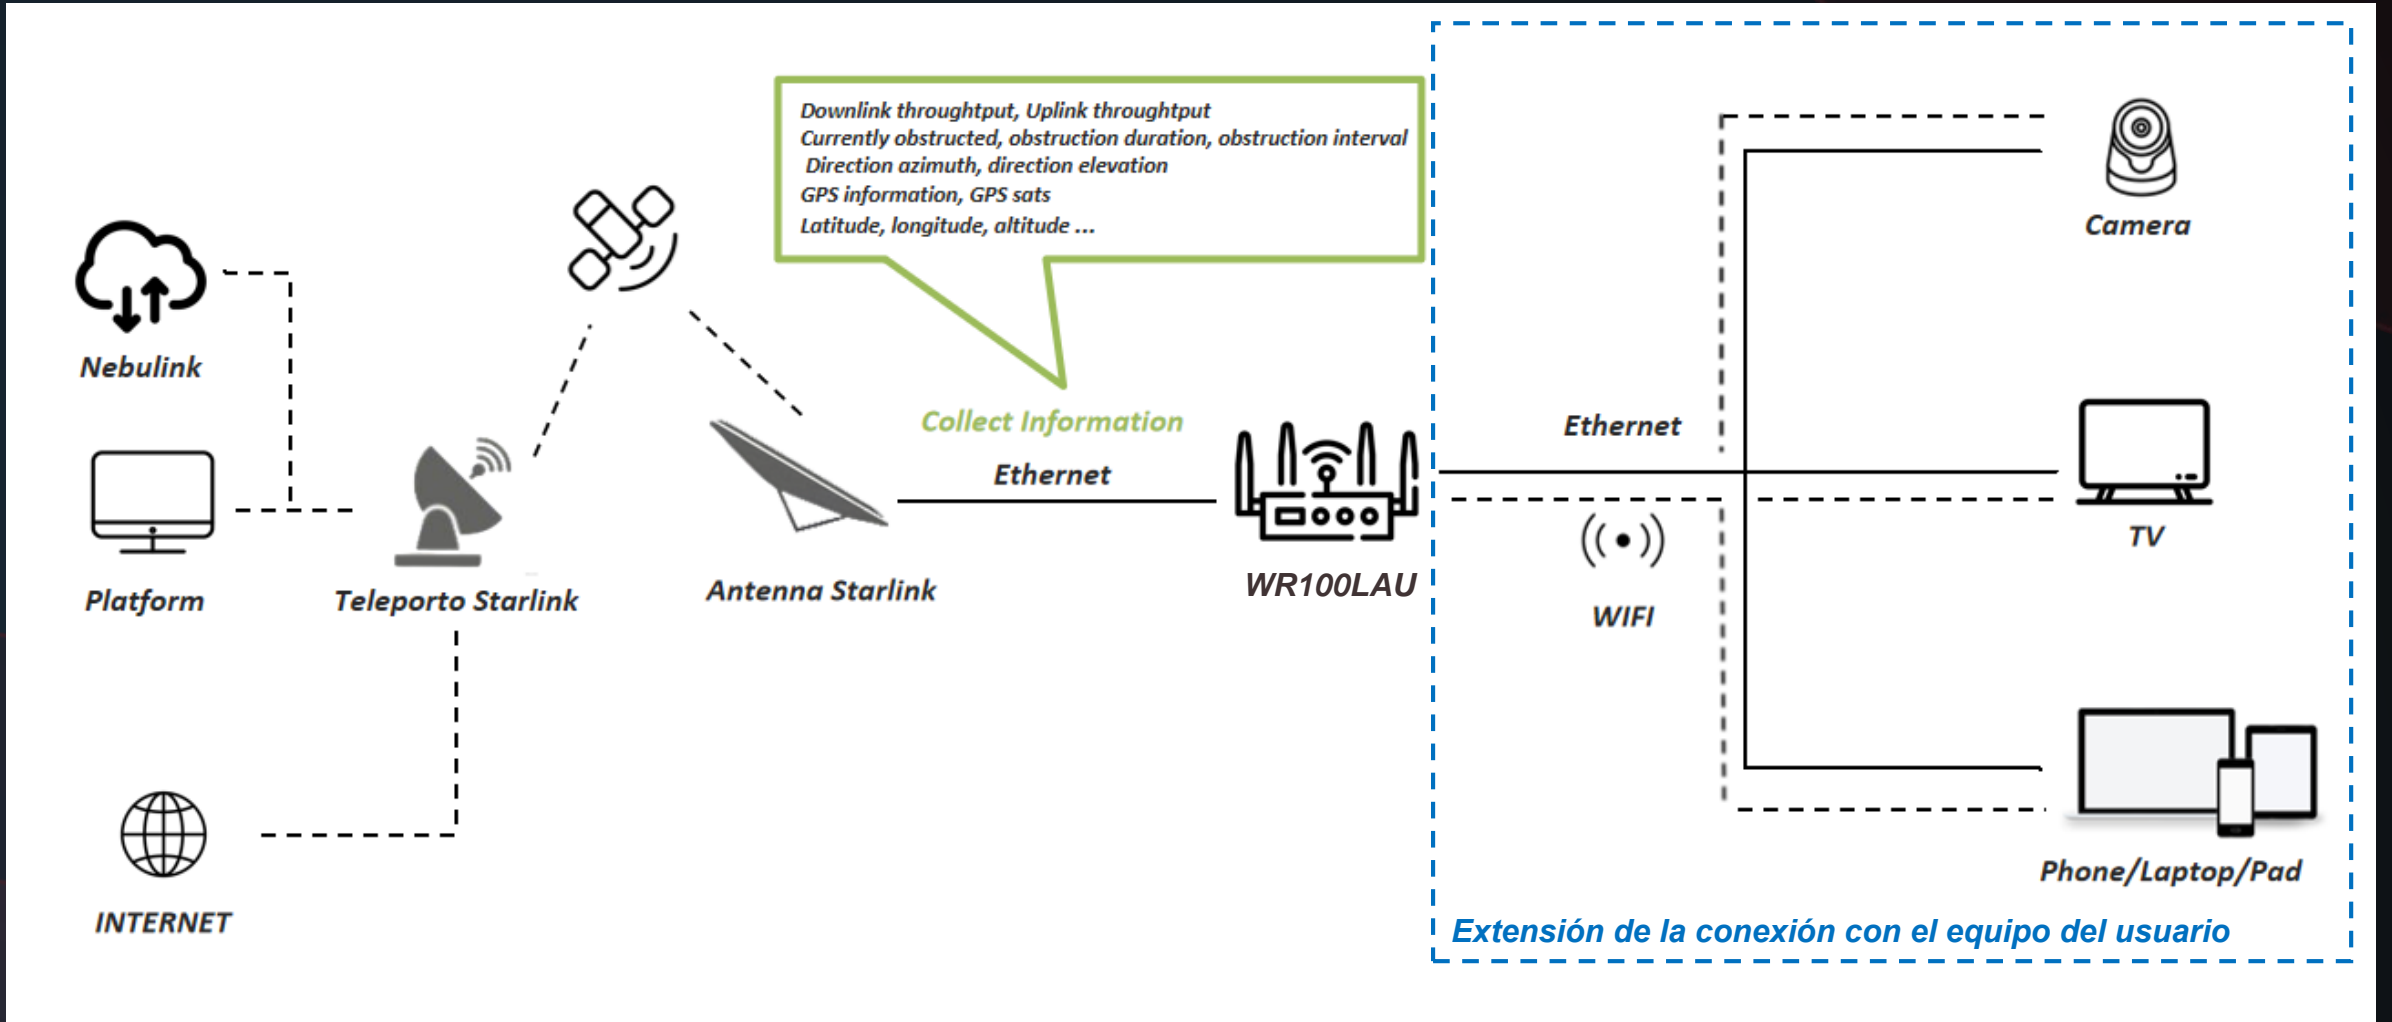 Downlink throughtput, Uplink throughtput
Currently obstructed, obstruction duration, obstruction interval
Direction azimuth, direction elevation
GPS information, GPS sats
Latitude, longitude, altitude ...
Camera
Nebulink
Collect Information
Ethernet
Ethernet
TV
Platform
Teleporto Starlink
Antenna Starlink
WR100LAU
WIFI
Phone/Laptop/Pad
INTERNET
Extensión de la conexión con el equipo del usuario